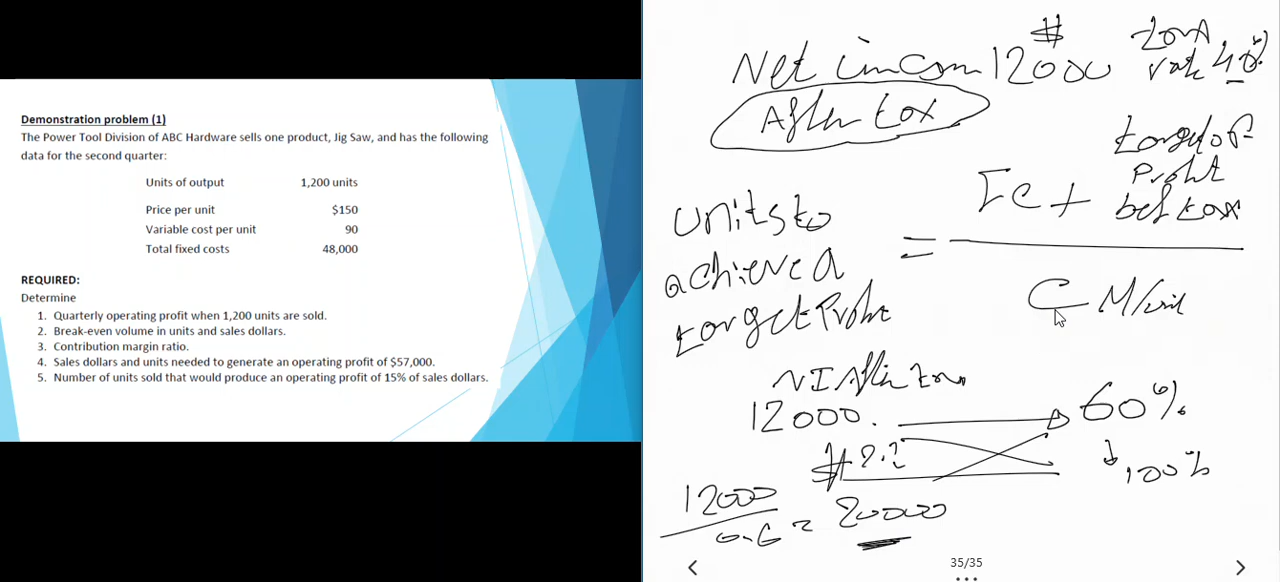 Demonstration problem (1)
The Power Tool Division of ABC Hardware sells one product, Jig Saw, and has the following
data for the second quarter:
Units of output 1,200 units
Price per unit $150
Variable cost per unit 90
Total fixed costs 48,000
REQUIRED:
Determine
1. Quarterly operating profit when 1,200 units are sold.
2. Break-even volume in units and sales dollars.
3. Contribution margin ratio.
4. Sales dollars and units needed to generate an operating profit of $57,000.
5. Number of units sold that would produce an operating profit of 15% of sales dollars.
$
Net incom 12000 rate 40%
After tax
Units to
achieve a
target Profit
=
Fc + target of
Profit
bef tax
CM/unit
NI After tax
12000. 60%
$ ?.? 100%
12000
0.6 = 20000
35/35